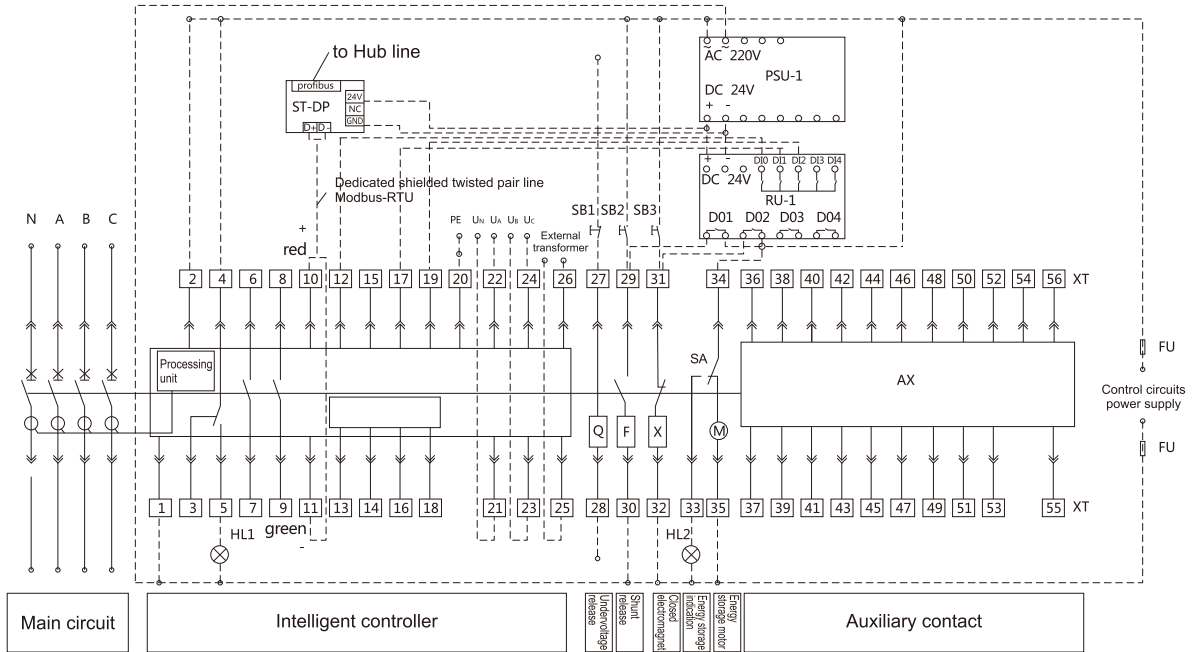 to Hub line
profibus
ST-DP
24V
NC
GND
D+ D -
~ ~
AC 220V
PSU-1
DC 24V
+ -
+ - DI0 DI1 DI2 DI3 DI4
DC 24V
RU-1
D01 D02 D03 D04
Dedicated shielded twisted pair line
Modbus-RTU
N A B C
+
red
PE UN UA UB UC
External
transformer
SB1 SB2 SB3
2 4 6 8 10 12 15 17 19 20 22 24 26 27 29 31 34 36 38 40 42 44 46 48 50 52 54 56 XT
Processing
unit
SA
AX
FU
Control circuits
power supply
FU
Q F X M
1 3 5 7 9 11 13 14 16 18 21 23 25 28 30 32 33 35 37 39 41 43 45 47 49 51 53 55 XT
HL1 green
-
HL2
Main circuit
Intelligent controller
Undervoltage
release
Shunt
release
Closed
electromagnet
Energy storage
indication
Energy
storage motor
Auxiliary contact